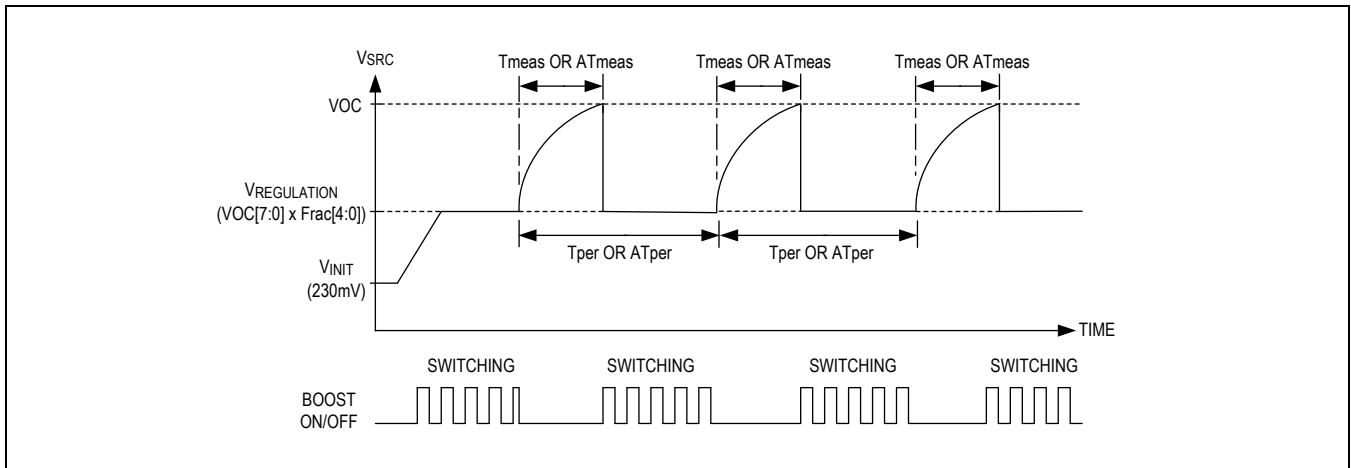 VSRC
Tmeas OR ATmeas
Tmeas OR ATmeas
Tmeas OR ATmeas
VOC
VREGULATION
(VOC[7:0] x Frac[4:0])
Tper OR ATper
Tper OR ATper
VINIT
(230mV)
TIME
SWITCHING
SWITCHING
SWITCHING
SWITCHING
BOOST
ON/OFF